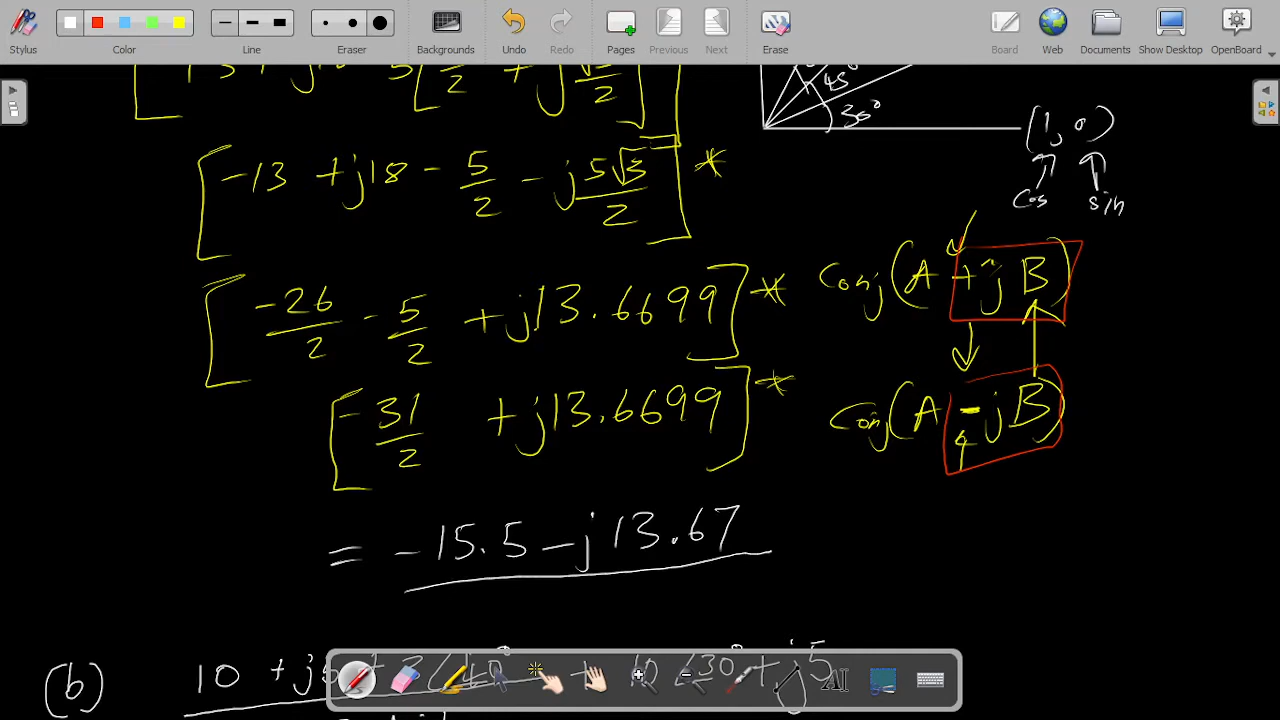 Stylus Color Line Eraser Backgrounds Undo Redo Pages Previous Next Erase Board Web Documents Show Desktop OpenBoard
45°
30°
(1, 0)
cos sin
[-13 +j18 - 5/2 - j5√3/2]*
[-26/2 - 5/2 +j13.6699]*
conj(A +jB)
[-31/2 +j13.6699]*
conj(A -jB)
= -15.5 - j13.67
(b) 10 +j
30° + j5